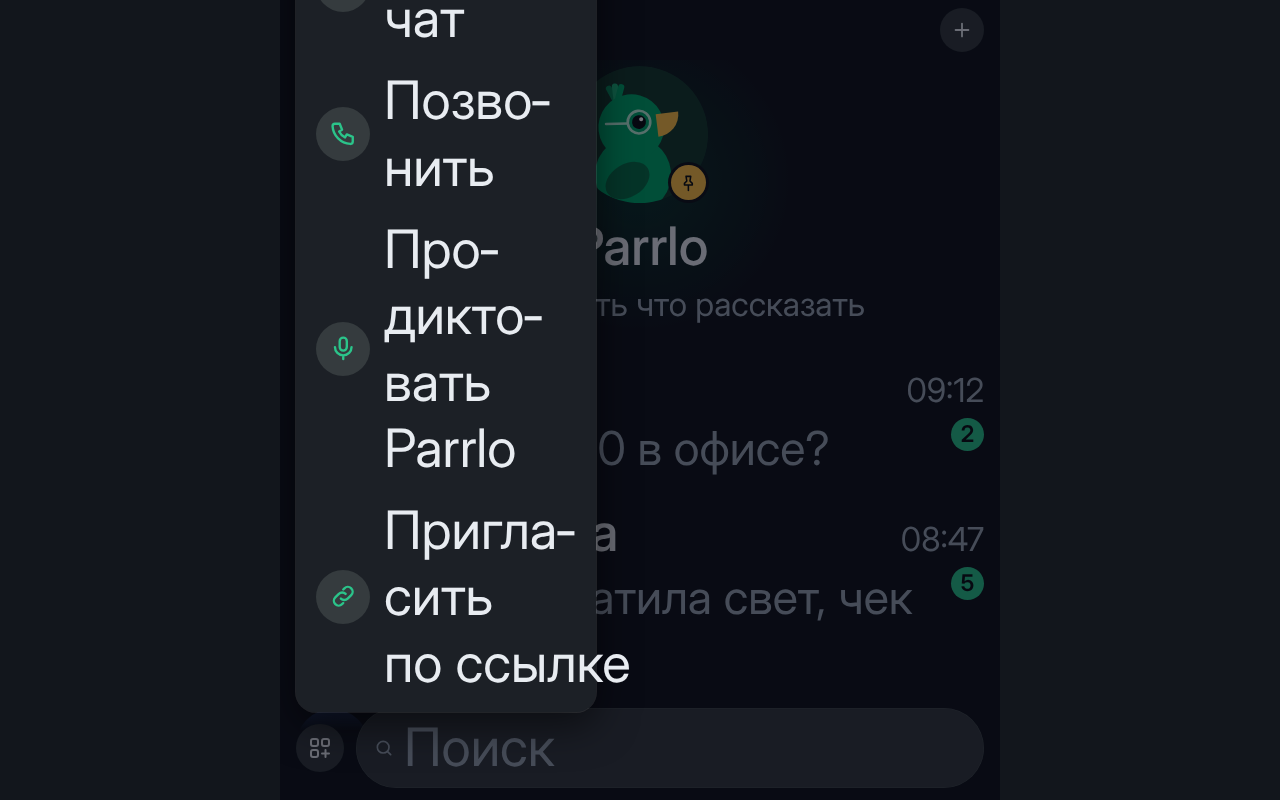 чат
Позво-
нить
Про-
дикто-
вать
Parrlo
Пригла-
сить
по ссылке
Parrlo
ть что рассказать
09:12
0 в офисе?
2
а
08:47
атила свет, чек
5
Поиск